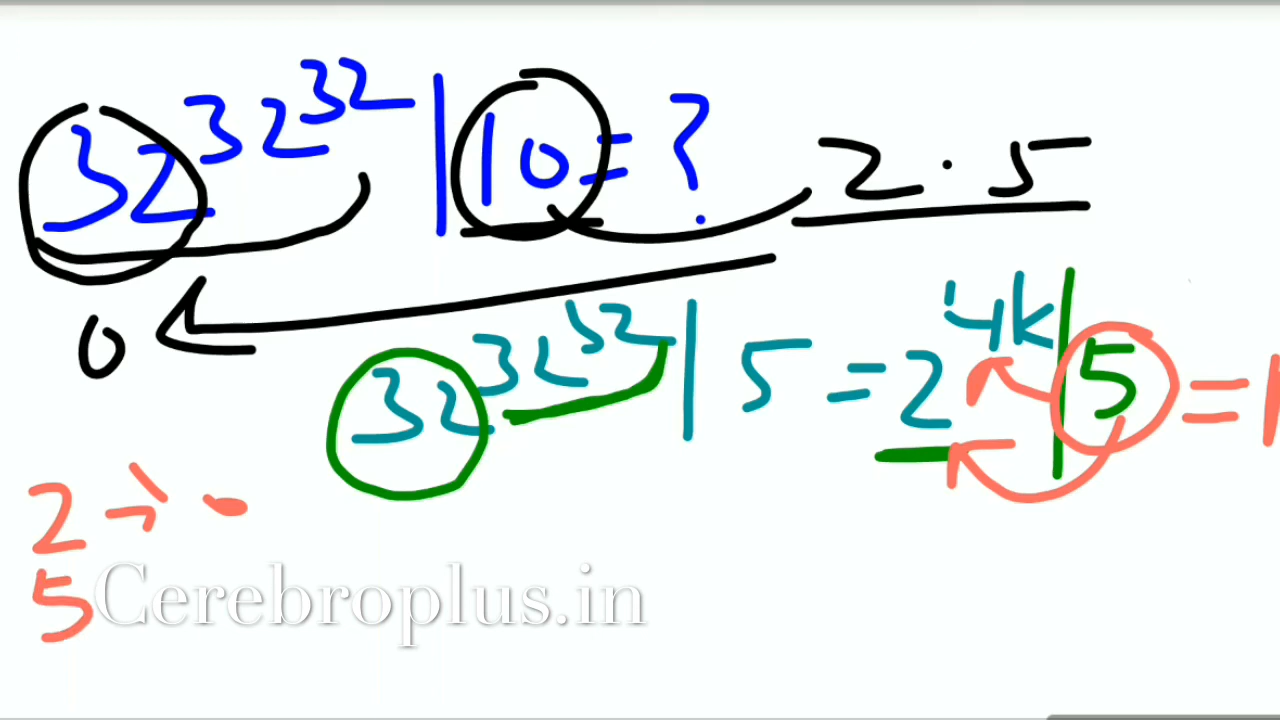 32^32^32 | 10 = ? 2 · 5
0
32^32^32 | 5 = 2^4k | 5 = 1
2 →
5
Cerebroplus.in